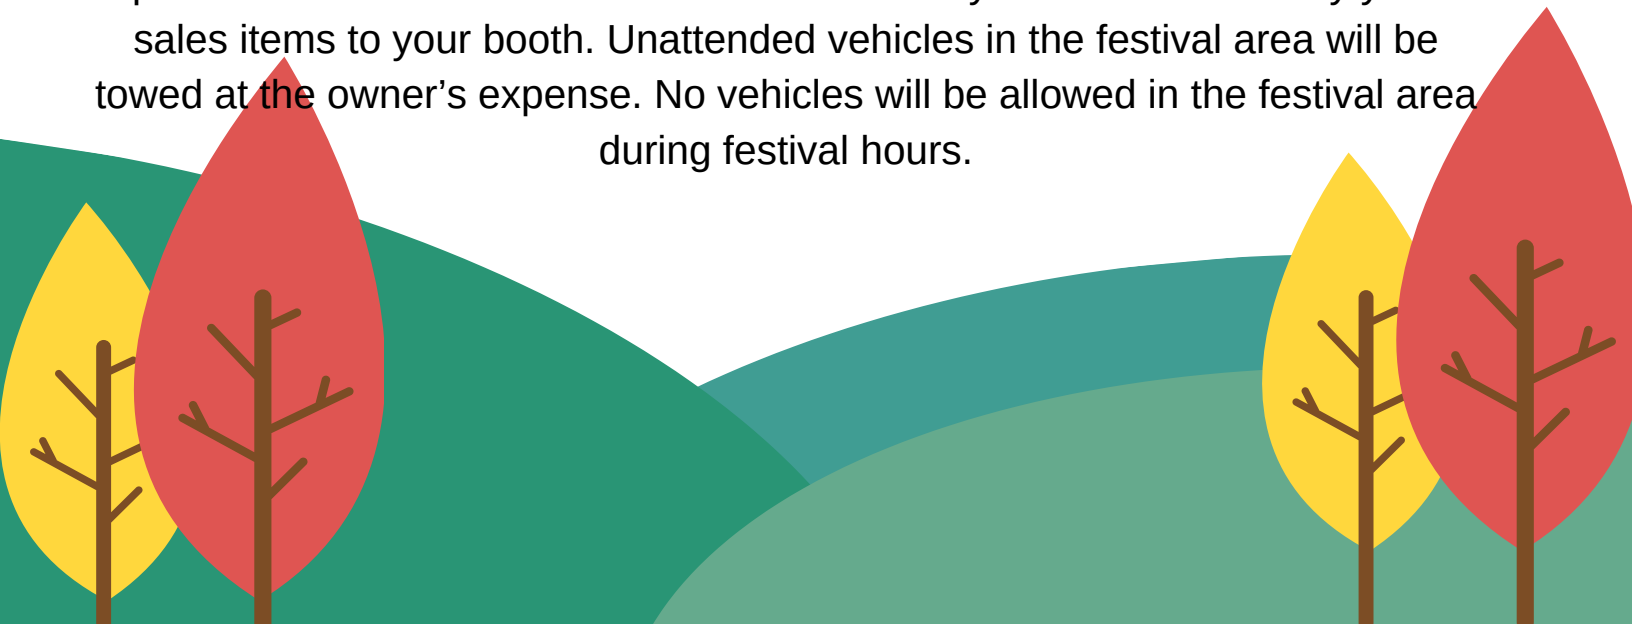 sales items to your booth. Unattended vehicles in the festival area will be
towed at the owner’s expense. No vehicles will be allowed in the festival area
during festival hours.